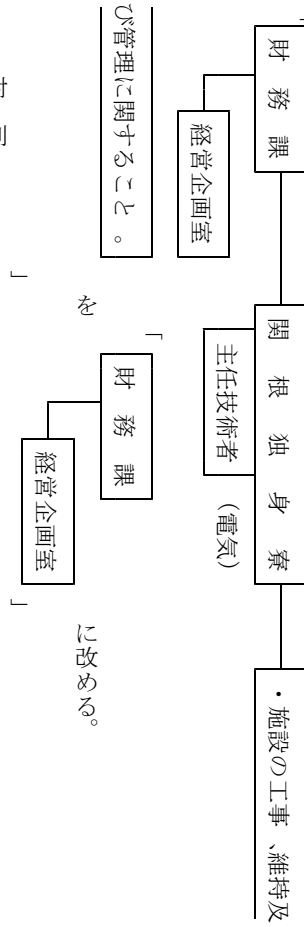 「
財務課
関根独身寮
・施設の工事、維持及
経営企画室
主任技術者
(電気)
び管理に関すること。
」
を
「
財務課
経営企画室
」
に改める。